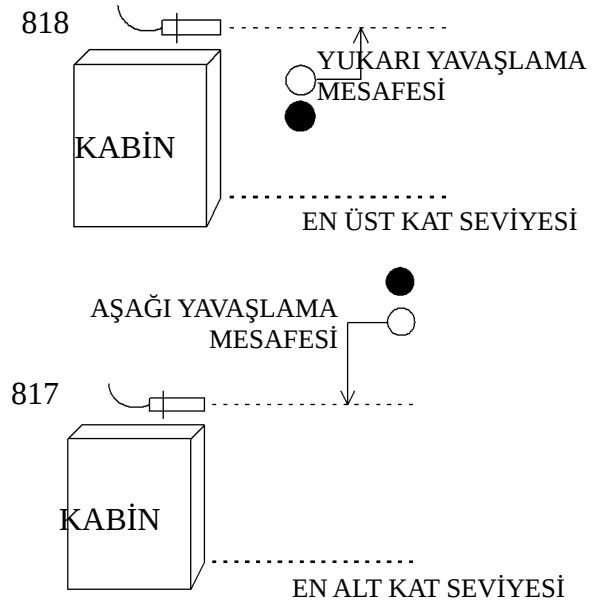 818
YUKARI YAVAŞLAMA
MESAFESİ
KABİN
EN ÜST KAT SEVİYESİ
AŞAĞI YAVAŞLAMA
MESAFESİ
817
KABİN
EN ALT KAT SEVİYESİ